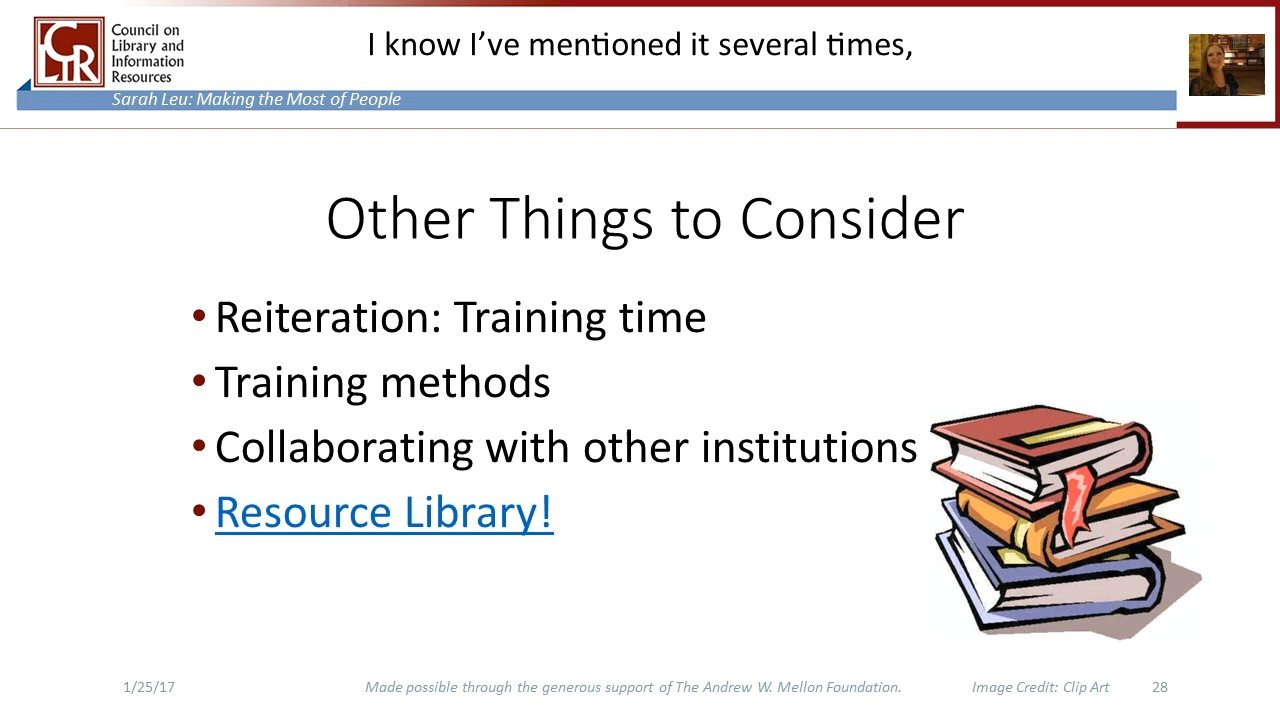 CLIR
Council on
Library and
Information
Resources
I know I’ve mentioned it several times,
Sarah Leu: Making the Most of People
Other Things to Consider
• Reiteration: Training time
• Training methods
• Collaborating with other institutions
• Resource Library!
1/25/17
Made possible through the generous support of The Andrew W. Mellon Foundation.
Image Credit: Clip Art
28